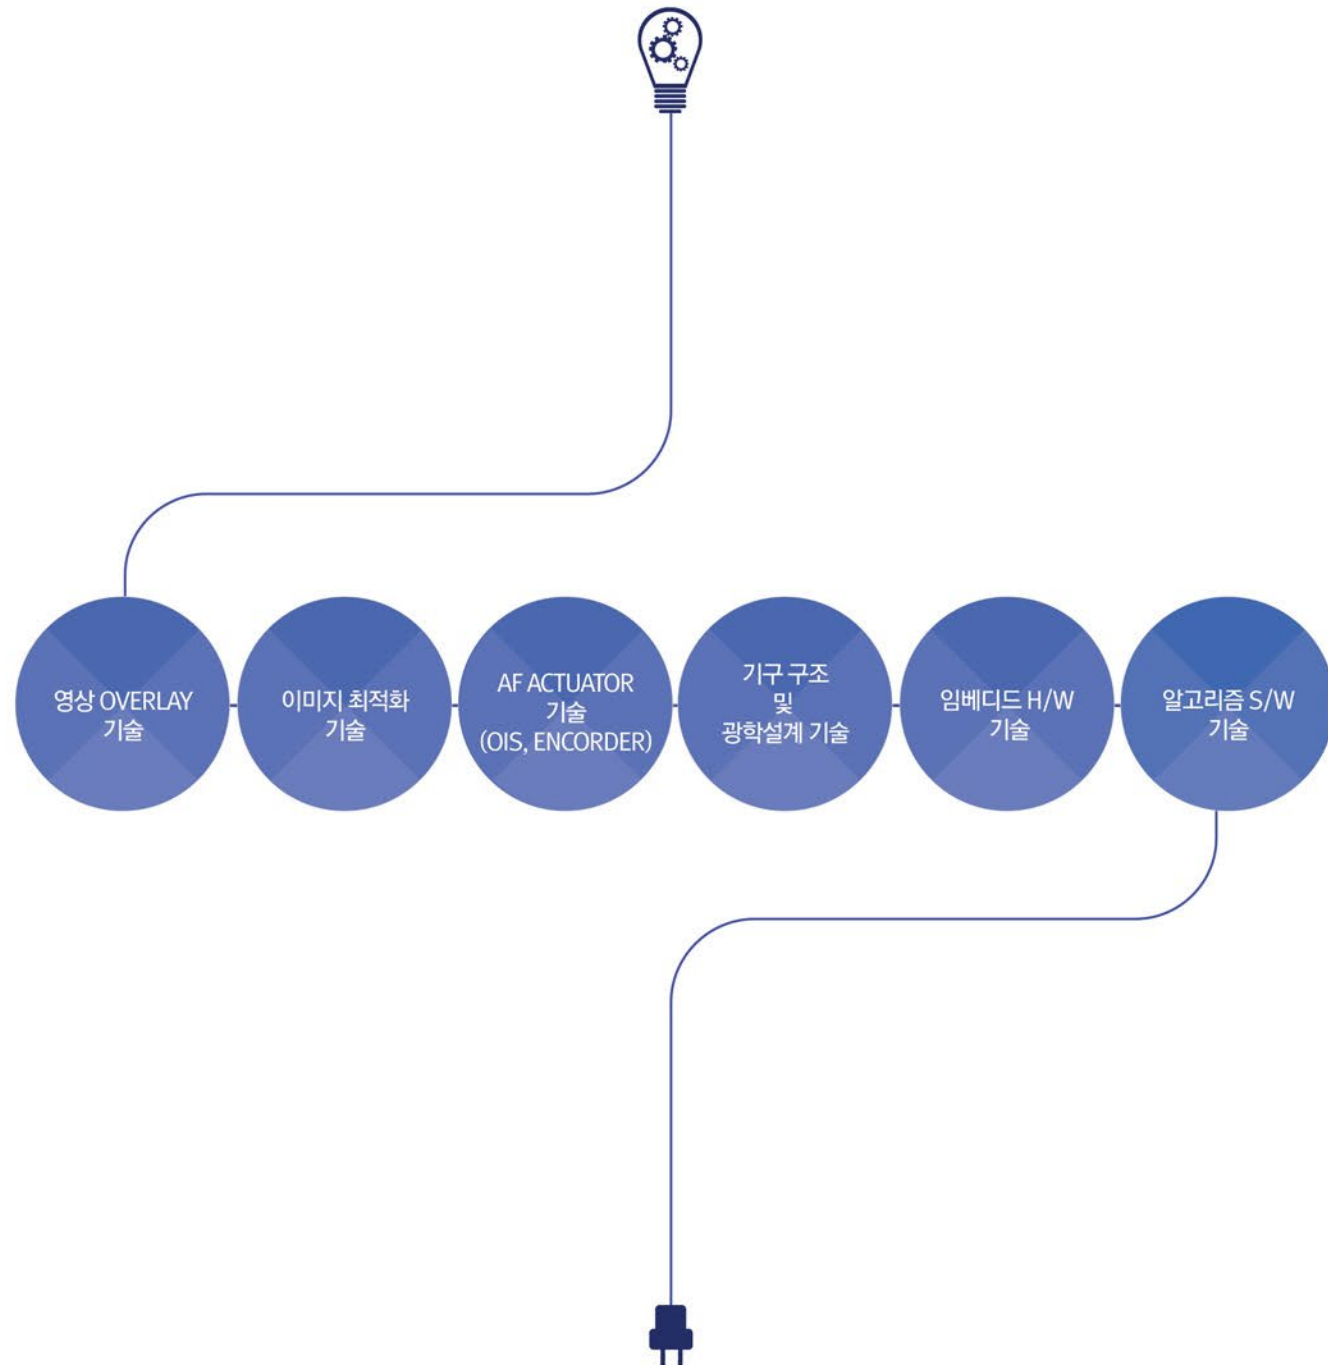 영상 OVERLAY
기술
이미지 최적화
기술
AF ACTUATOR
기술
(OIS, ENCORDER)
기구 구조
및
광학설계 기술
임베디드 H/W
기술
알고리즘 S/W
기술